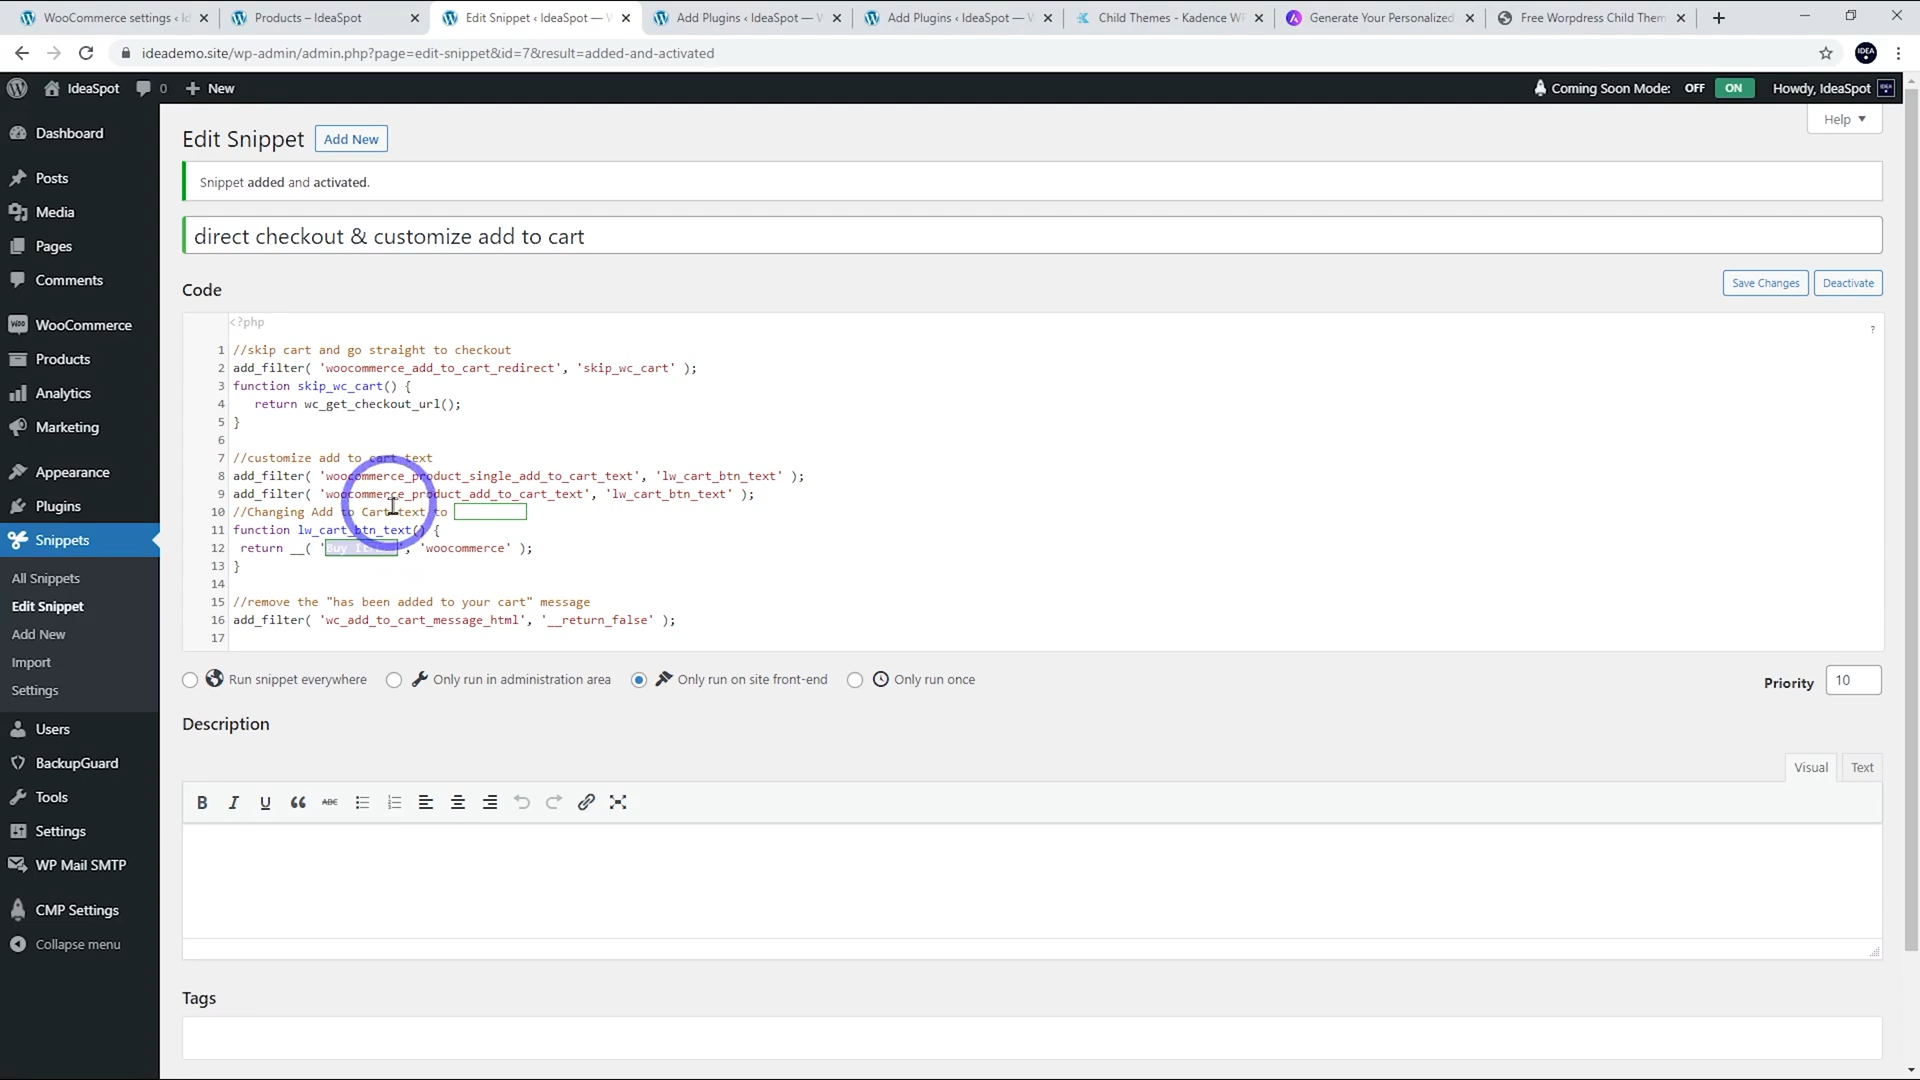 WooCommerce settings ‹ Id
Products – IdeaSpot
Edit Snippet ‹ IdeaSpot — W
Add Plugins ‹ IdeaSpot — W
Add Plugins ‹ IdeaSpot — W
Child Themes - Kadence WP
Generate Your Personalized
Free Worpdress Child Them
ideademo.site/wp-admin/admin.php?page=edit-snippet&id=7&result=added-and-activated
IDEA
IdeaSpot
0
New
Coming Soon Mode:
OFF
ON
Howdy, IdeaSpot
Dashboard
Posts
Media
Pages
Comments
WooCommerce
Products
Analytics
Marketing
Appearance
Plugins
Snippets
All Snippets
Edit Snippet
Add New
Import
Settings
Users
BackupGuard
Tools
Settings
WP Mail SMTP
CMP Settings
Collapse menu
Help
Edit Snippet
Add New
Snippet added and activated.
direct checkout & customize add to cart
Code
Save Changes
Deactivate
<?php
?
1 //skip cart and go straight to checkout
2 add_filter( 'woocommerce_add_to_cart_redirect', 'skip_wc_cart' );
3 function skip_wc_cart() {
4 return wc_get_checkout_url();
5 }
6
7 //customize add to cart text
8 add_filter( 'woocommerce_product_single_add_to_cart_text', 'lw_cart_btn_text' );
9 add_filter( 'woocommerce_product_add_to_cart_text', 'lw_cart_btn_text' );
10 //Changing Add to Cart text to
11 function lw_cart_btn_text() {
12 return __( 'Buy ', 'woocommerce' );
13 }
14
15 //remove the "has been added to your cart" message
16 add_filter( 'wc_add_to_cart_message_html', '__return_false' );
17
Run snippet everywhere
Only run in administration area
Only run on site front-end
Only run once
Priority
10
Description
Visual
Text
B I U ABC
Tags